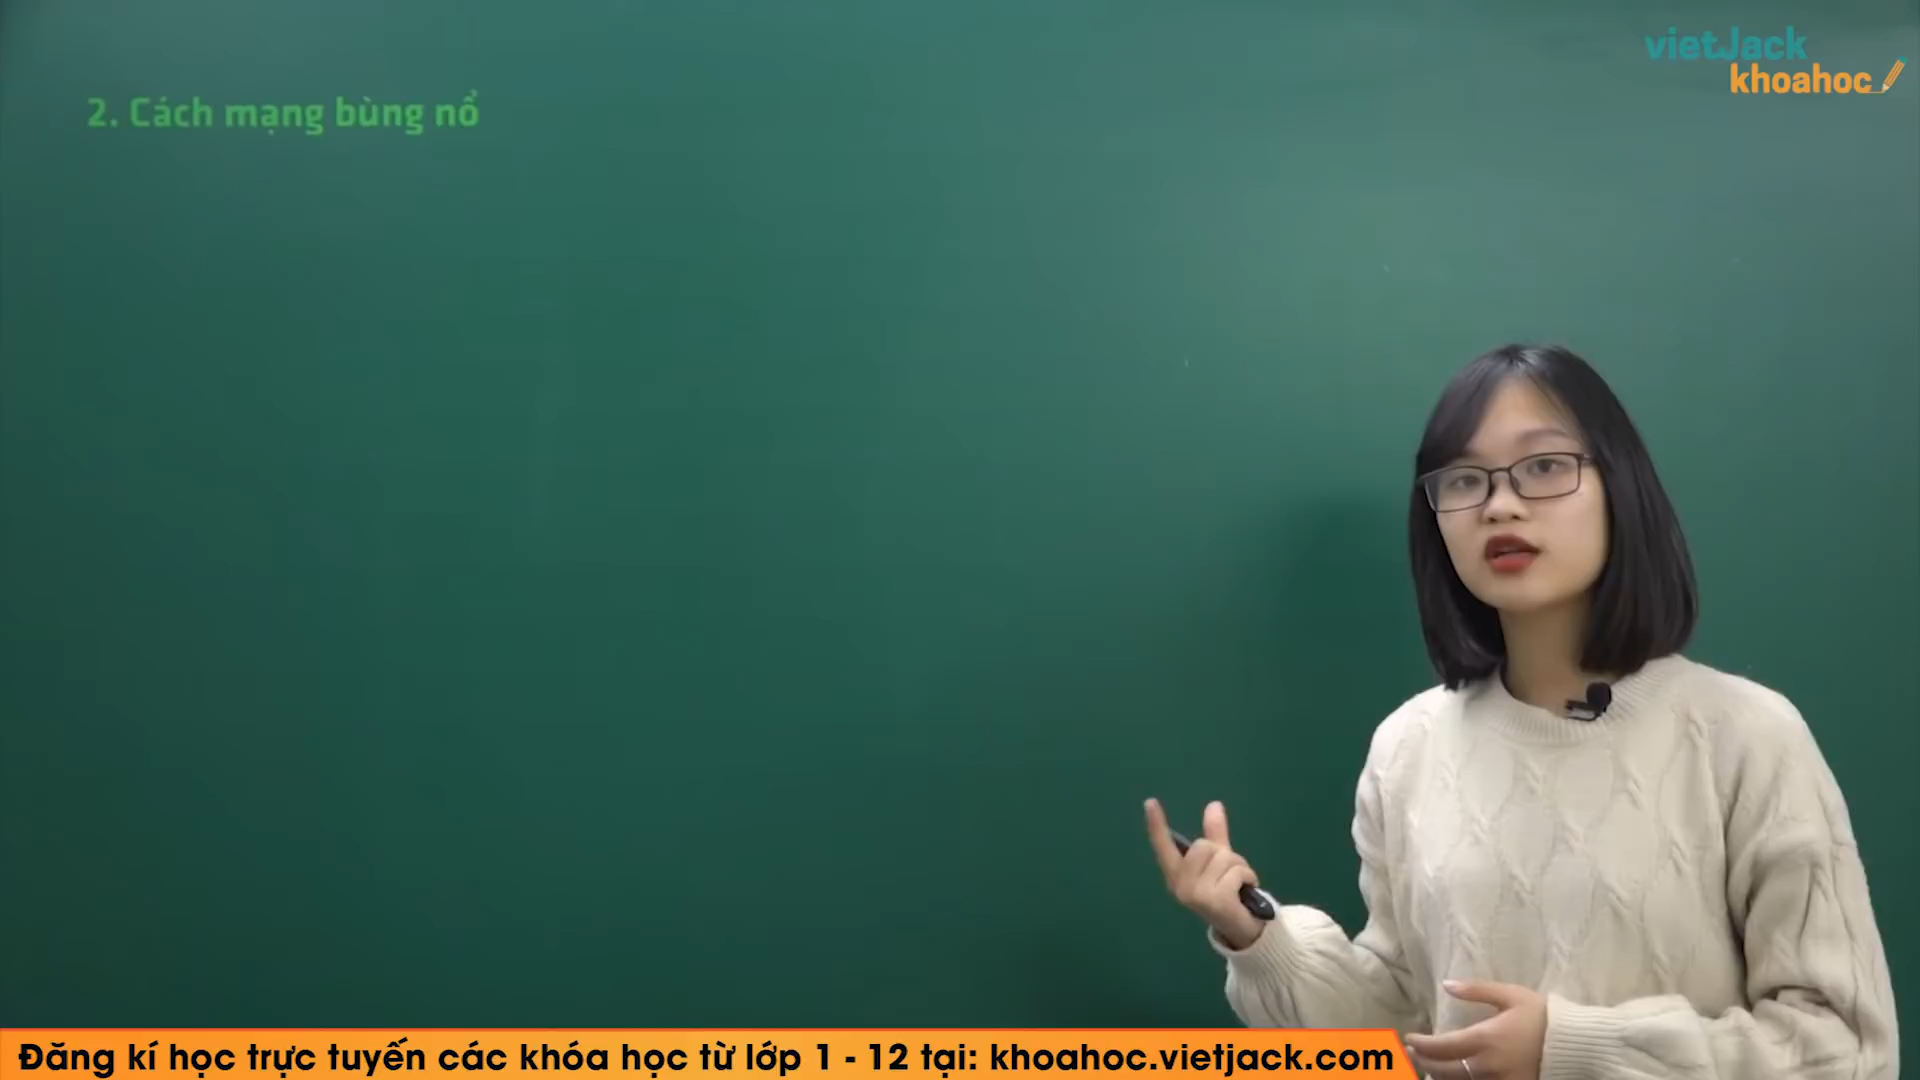 vietJack
khoahoc
2. Cách mạng bùng nổ
Đăng kí học trực tuyến các khóa học từ lớp 1 - 12 tại: khoahoc.vietjack.com